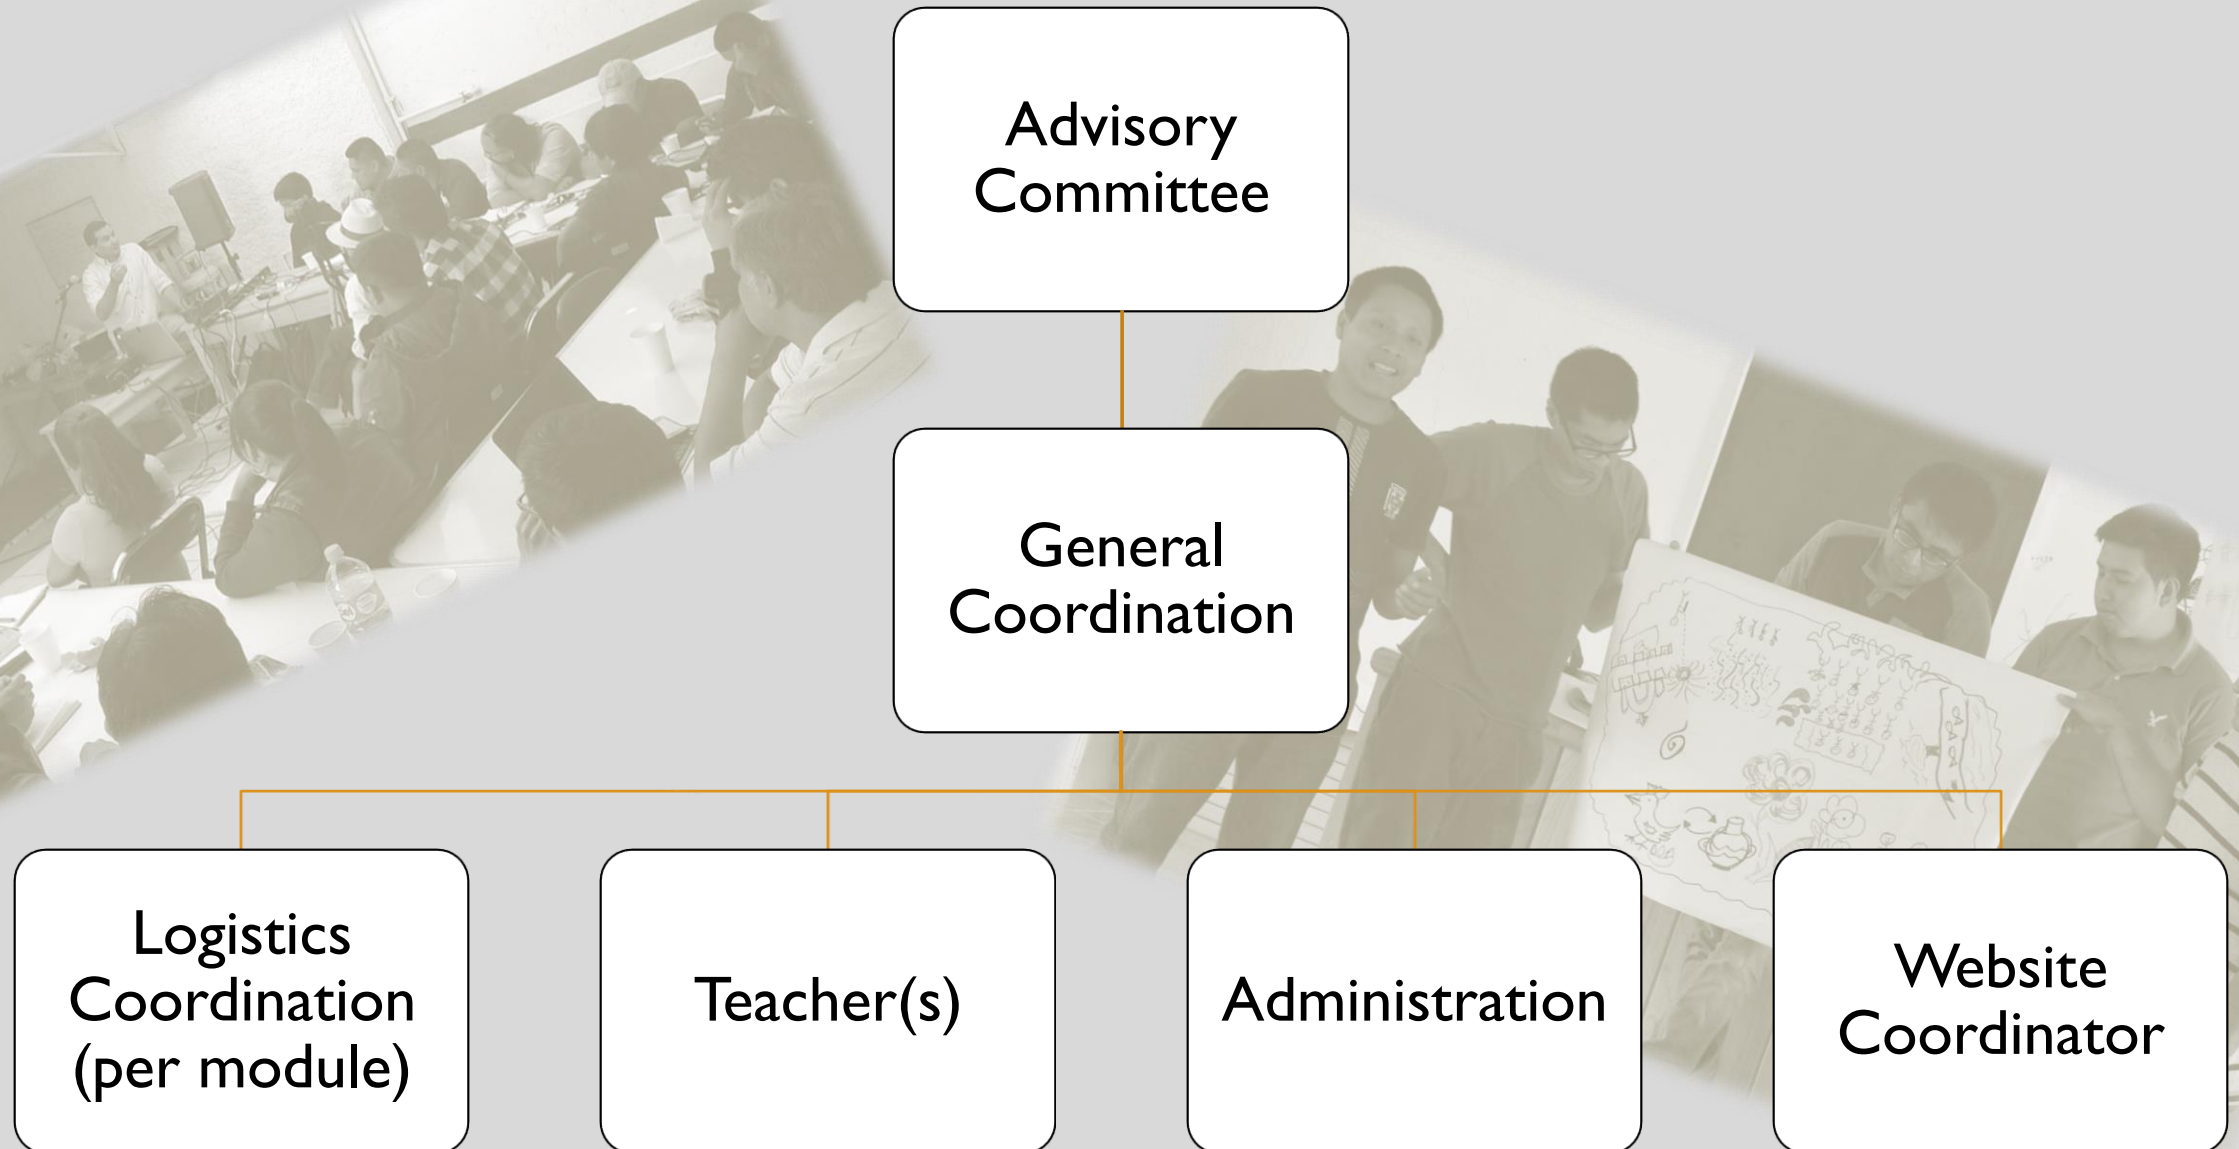 Advisory
Committee
General
Coordination
Logistics
Coordination
(per module)
Teacher(s)
Administration
Website
Coordinator